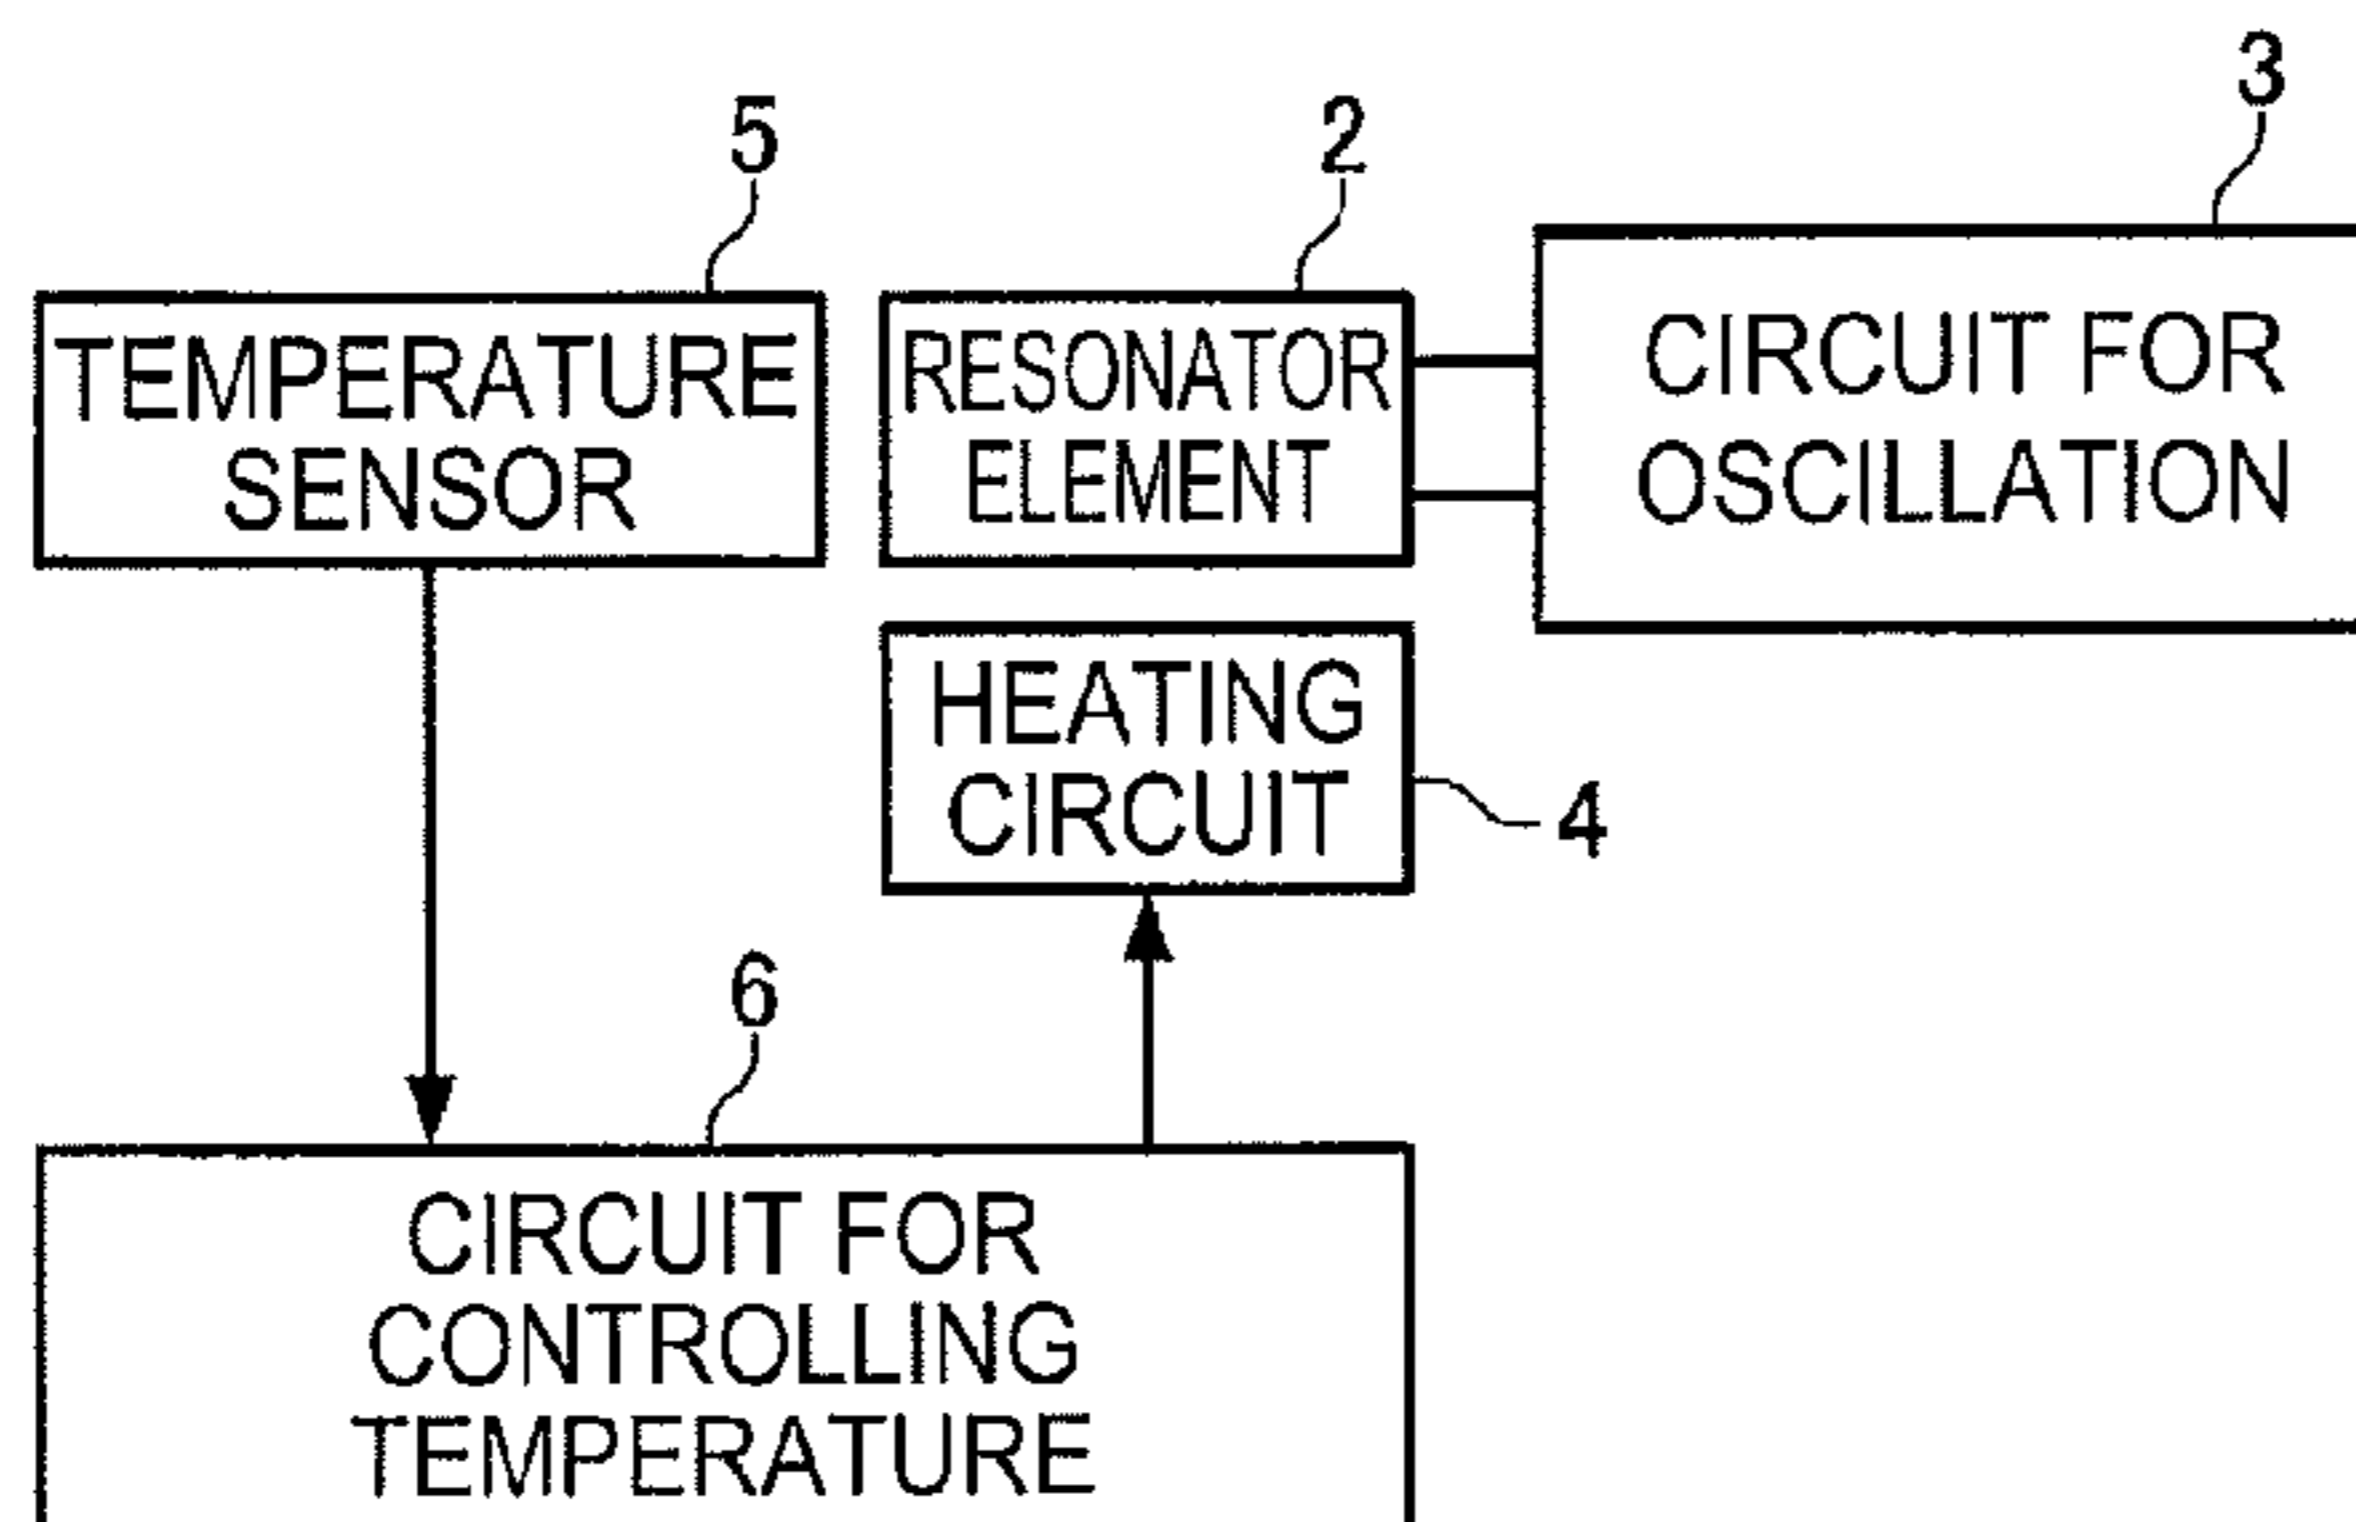 3
5
2
TEMPERATURE
SENSOR
RESONATOR
ELEMENT
CIRCUIT FOR
OSCILLATION
HEATING
CIRCUIT
4
6
CIRCUIT FOR
CONTROLLING
TEMPERATURE